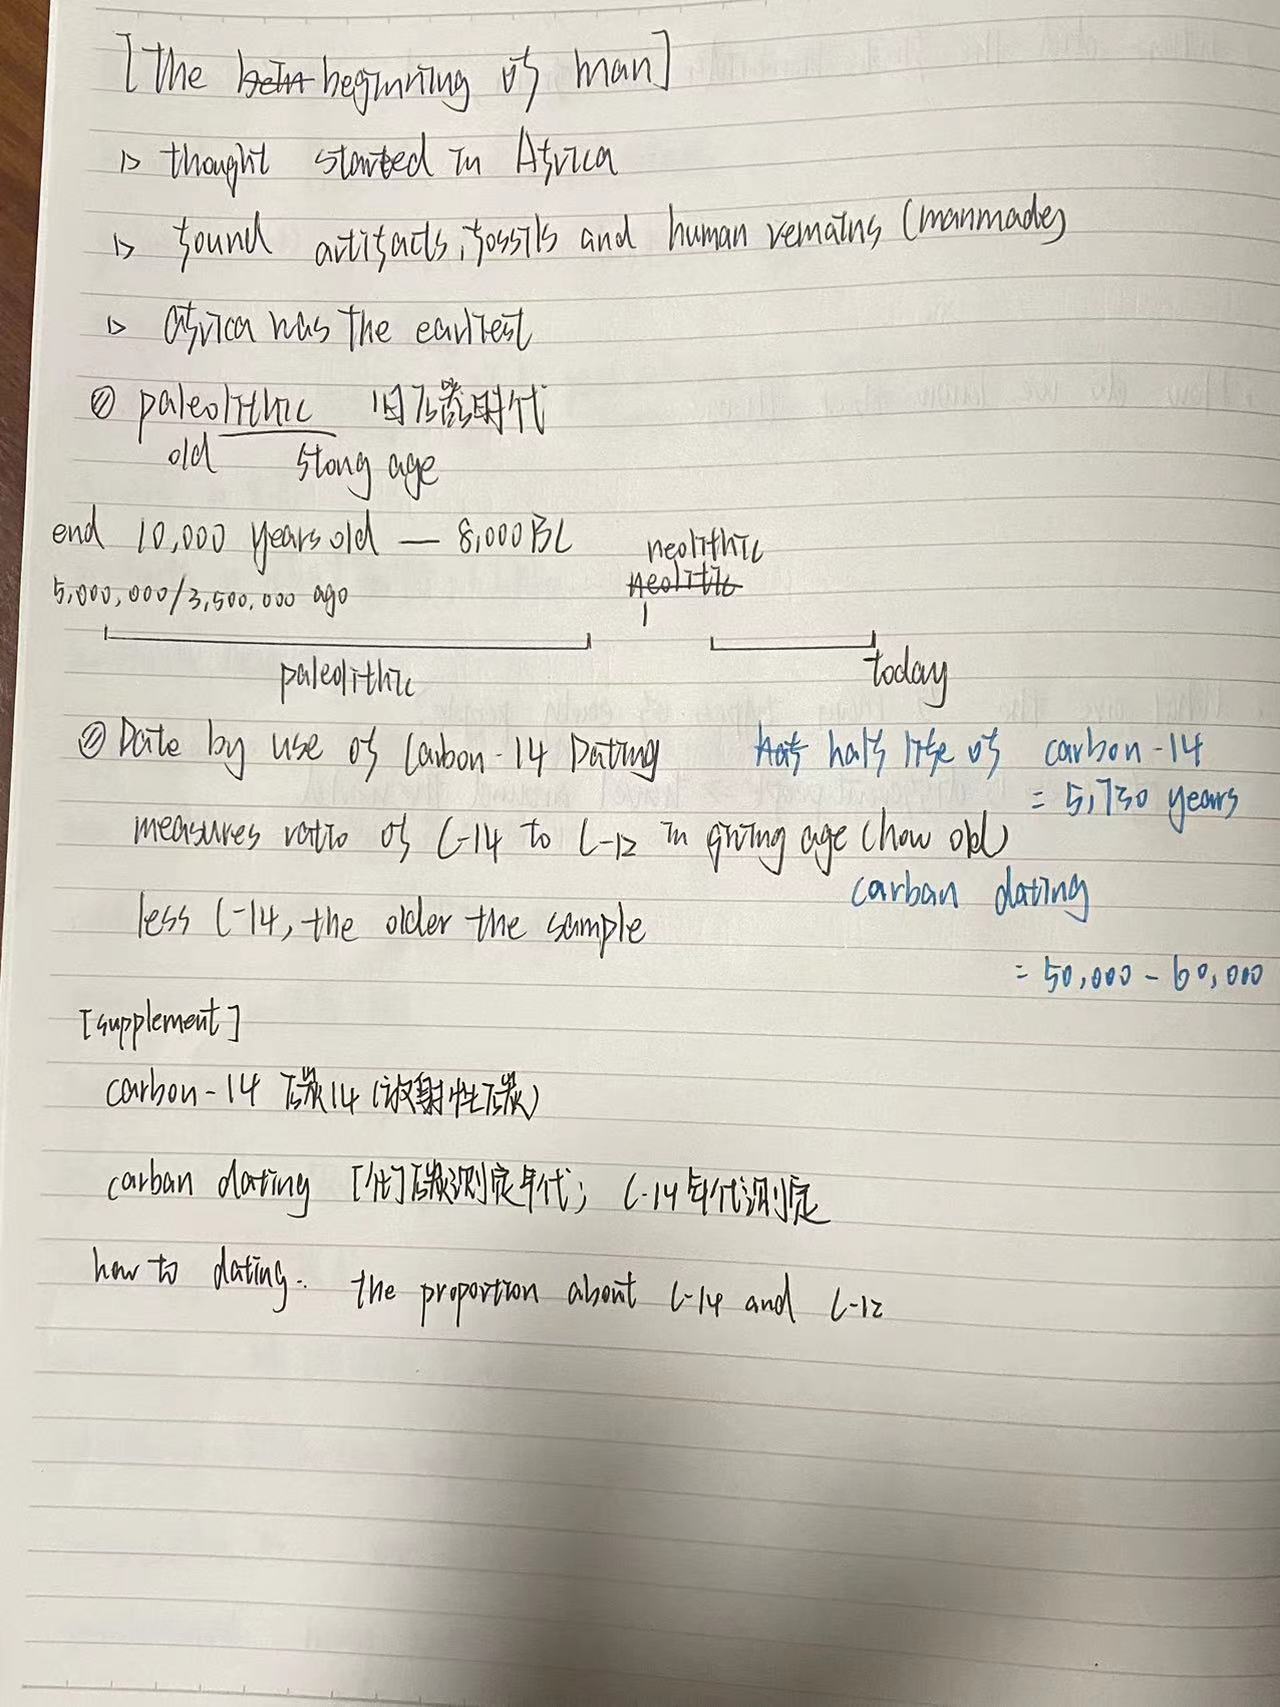 [The beginning of man]
▷ thought started in Africa
▷ found artifacts, fossils and human remains (manmade)
▷ africa has the earliest
paleolithic 旧石器时代
old stong age
end 10,000 years old — 8,000 BC
neolithic
neolitic
5,000,000/3,500,000 ago
paleolithic
today
Date by use of Carbon-14 Dating
half life of carbon-14
= 5,730 years
measures ratio of C-14 to C-12 in giving age (how old)
carban dating
less C-14, the older the sample
= 50,000 - 60,000
[supplement]
carbon-14 碳14 (放射性碳)
carban dating [化]碳测定年代; C-14年代测定
how to dating.. the proportion about C-14 and C-12